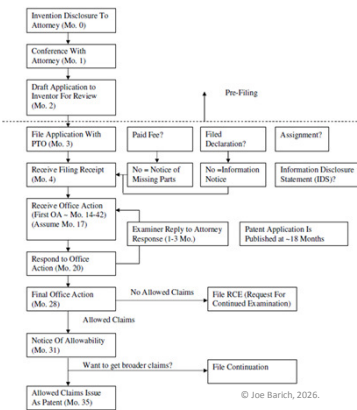 Invention Disclosure To
Attorney (Mo. 0)
Conference With
Attorney (Mo. 1)
Draft Application to
Inventor For Review
(Mo. 2)
Pre-Filing
File Application With
PTO (Mo. 3)
Paid Fee?
Filed
Declaration?
Assignment?
Receive Filing Receipt
(Mo. 4)
No = Notice of
Missing Parts
No =Information
Notice
Information Disclosure
Statement (IDS)?
Receive Office Action
(First OA – Mo. 14-42)
(Assume Mo. 17)
Examiner Reply to Attorney
Response (1-3 Mo.)
Patent Application Is
Published at ~18 Months
Respond to Office
Action (Mo. 20)
Final Office Action
(Mo. 28)
No Allowed Claims
File RCE (Request For
Continued Examination)
Allowed Claims
Notice Of Allowability
(Mo. 31)
Want to get broader claims?
File Continuation
Allowed Claims Issue
As Patent (Mo. 35)
© Joe Barich, 2026.